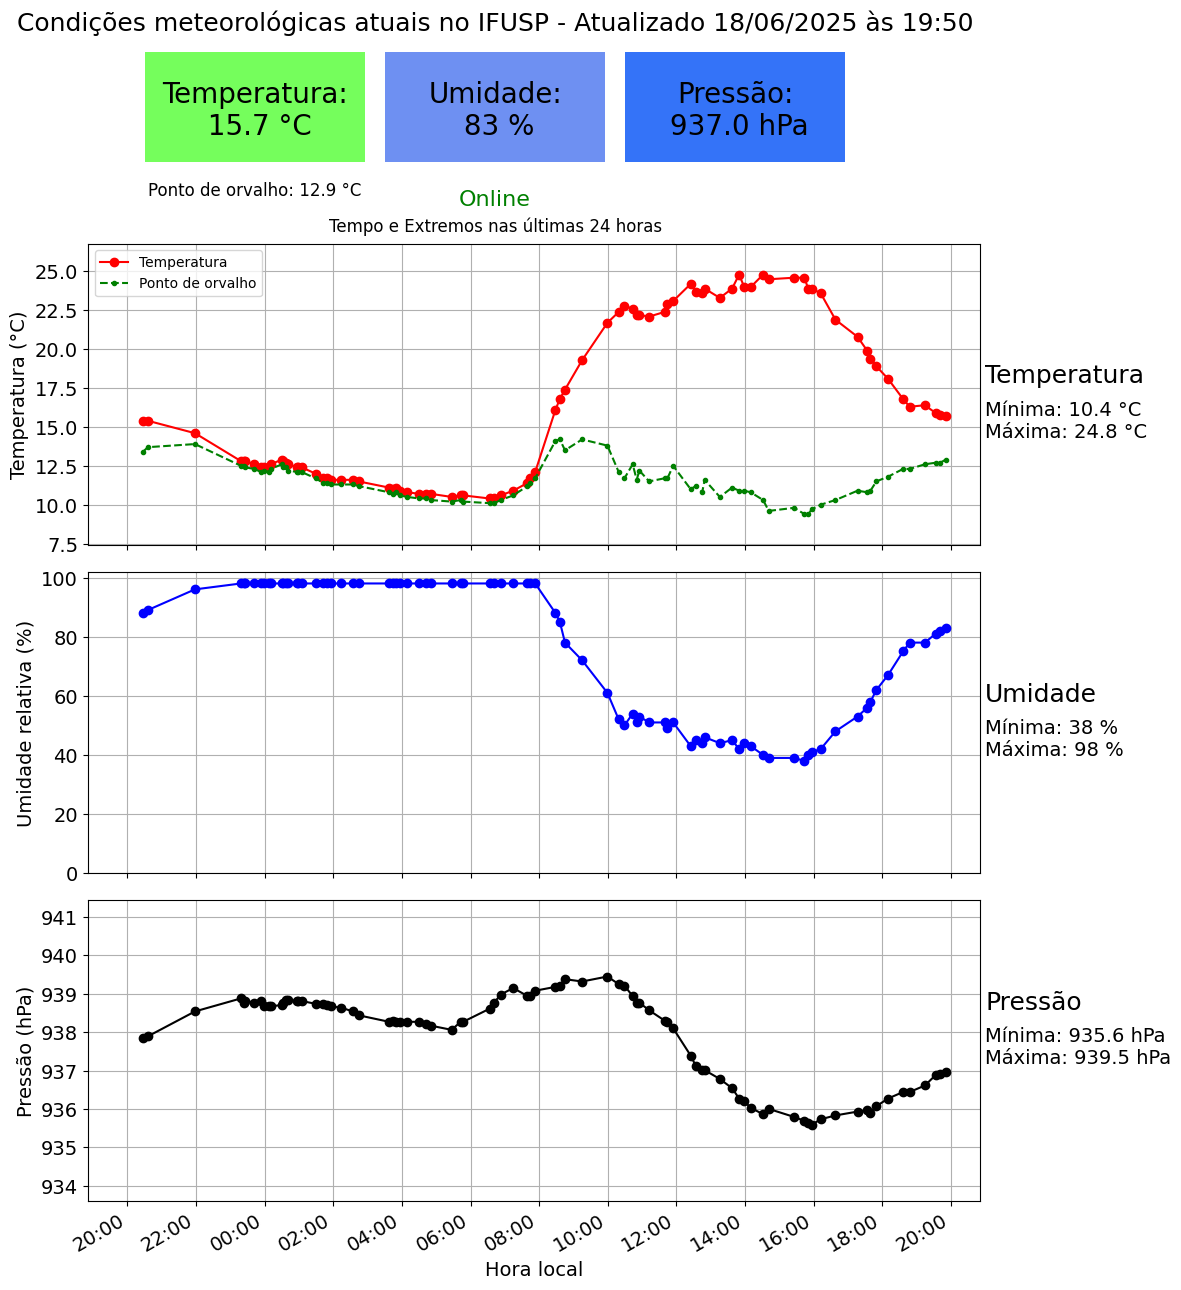 Condições meteorológicas atuais no IFUSP - Atualizado 18/06/2025 às 19:50
Temperatura:
15.7 °C
Umidade:
83 %
Pressão:
937.0 hPa
Ponto de orvalho: 12.9 °C
Online
Tempo e Extremos nas últimas 24 horas
Temperatura (°C)
25.0
22.5
20.0
17.5
15.0
12.5
10.0
7.5
Temperatura
Ponto de orvalho
Temperatura
Mínima: 10.4 °C
Máxima: 24.8 °C
Umidade relativa (%)
100
80
60
40
20
0
Umidade
Mínima: 38 %
Máxima: 98 %
Pressão (hPa)
941
940
939
938
937
936
935
934
Pressão
Mínima: 935.6 hPa
Máxima: 939.5 hPa
20:00 22:00 00:00 02:00 04:00 06:00 08:00 10:00 12:00 14:00 16:00 18:00 20:00
Hora local